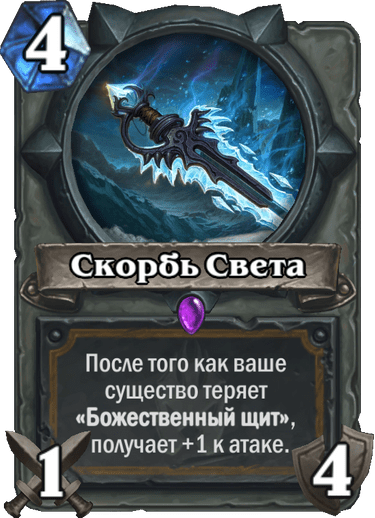 4
Скорбь Света
После того как ваше
существо теряет
«Божественный щит»,
получает +1 к атаке.
1
4